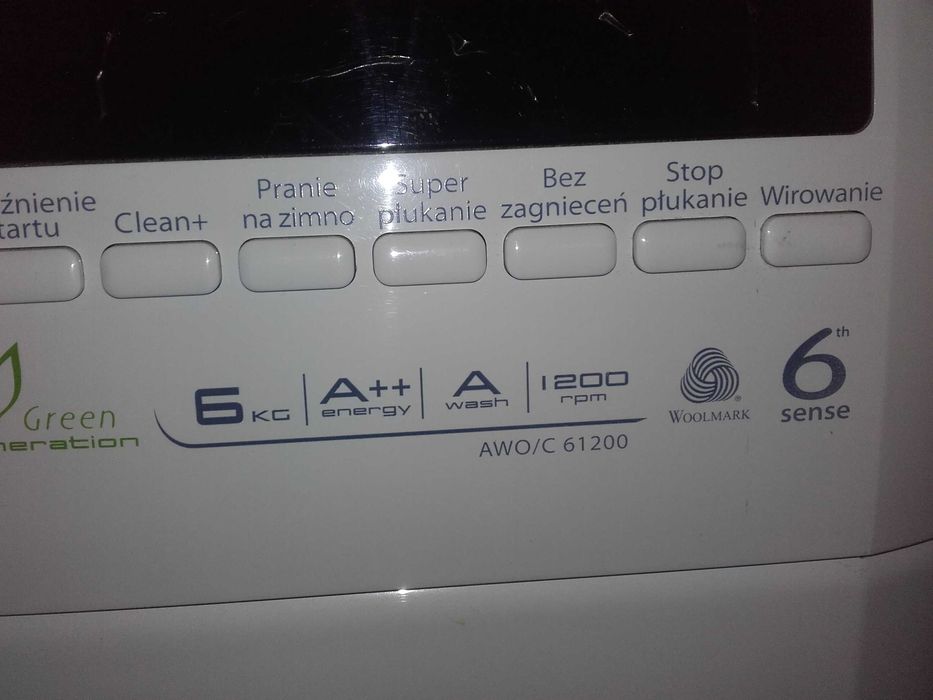 źnienie
tartu
Clean+
Pranie
na zimno
Super
płukanie
Bez
zagnieceń
Stop
płukanie
Wirowanie
Green
neration
6 KG
A++
energy
A
wash
1200
rpm
AWO/C 61200
WOOLMARK
6th
sense